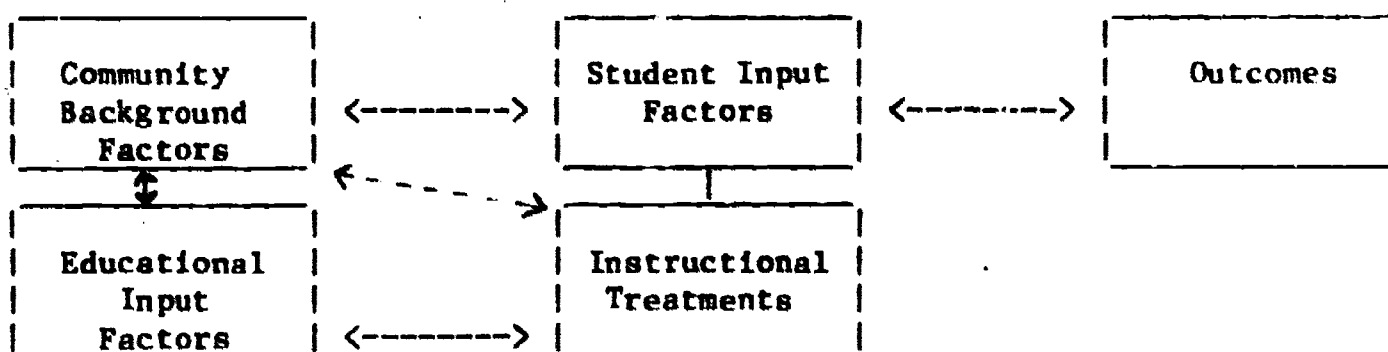 Community
Background
Factors
Student Input
Factors
Outcomes
Educational
Input
Factors
Instructional
Treatments